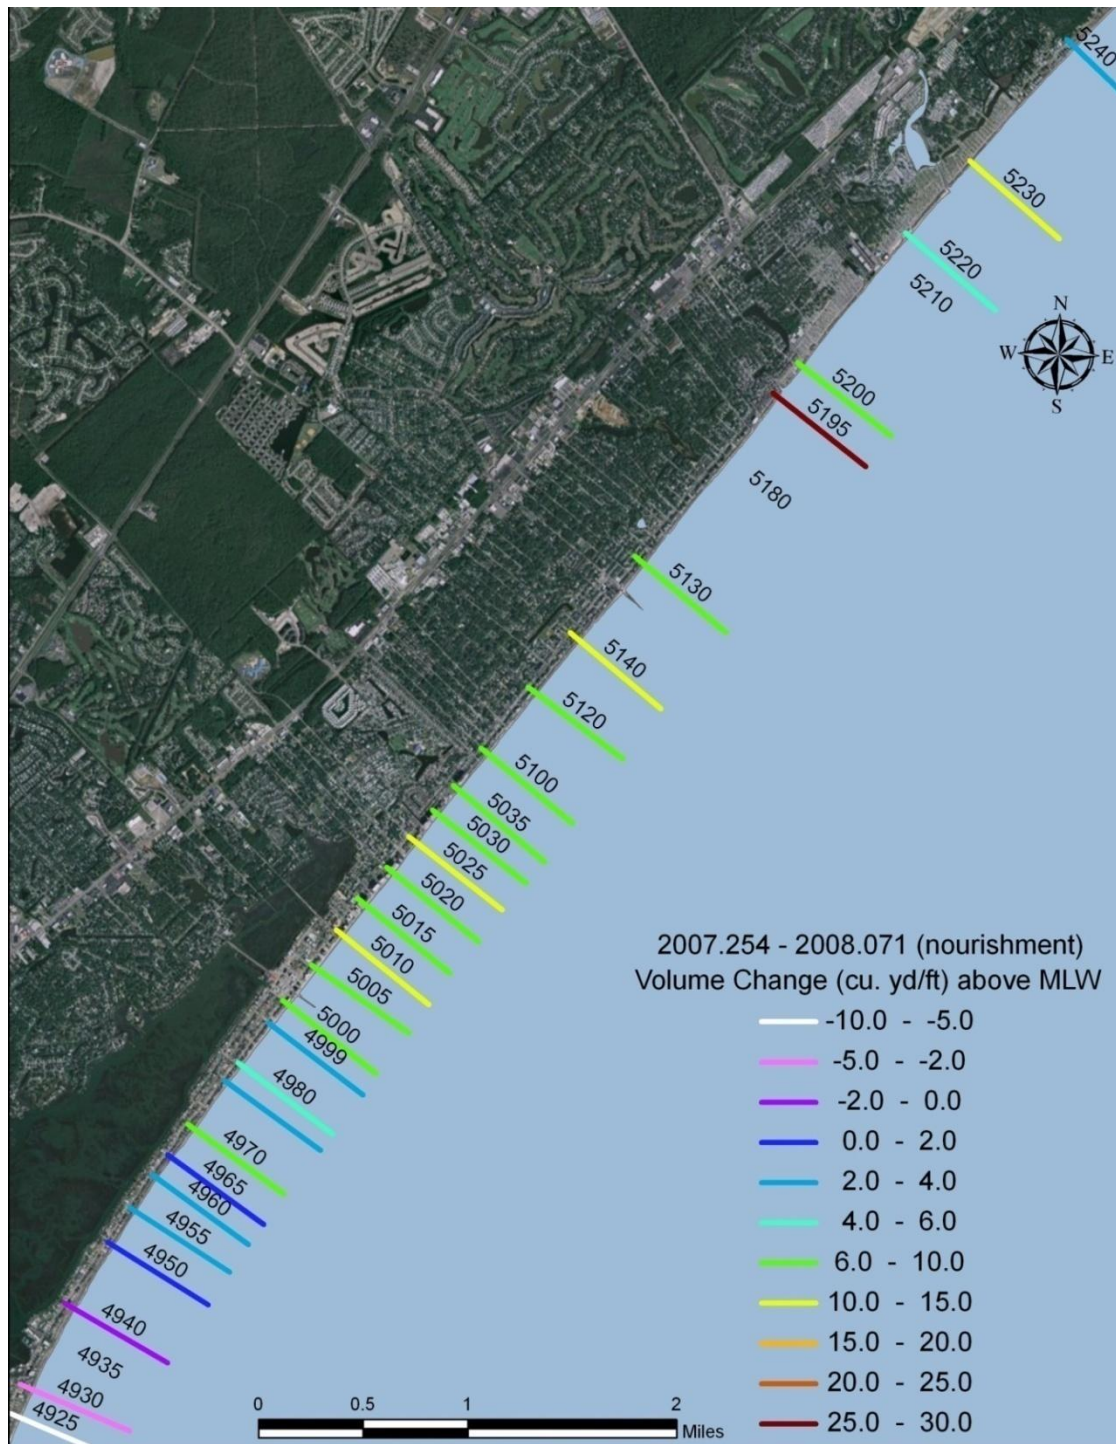 5240
5230
5220
5210
N
W E
S
5200
5195
5180
5130
5140
5120
5100
5035
5030
5025
5020
5015
5010
5005
5000
4999
4980
4970
4965
4960
4955
4950
4940
4935
4930
4925
2007.254 - 2008.071 (nourishment)
Volume Change (cu. yd/ft) above MLW
-10.0 - -5.0
-5.0 - -2.0
-2.0 - 0.0
0.0 - 2.0
2.0 - 4.0
4.0 - 6.0
6.0 - 10.0
10.0 - 15.0
15.0 - 20.0
20.0 - 25.0
25.0 - 30.0
0 0.5 1 2
Miles